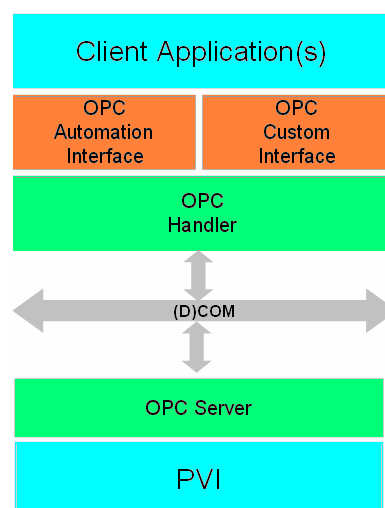 Client Application(s)
OPC
Automation
Interface
OPC
Custom
Interface
OPC
Handler
(D)COM
OPC Server
PVI